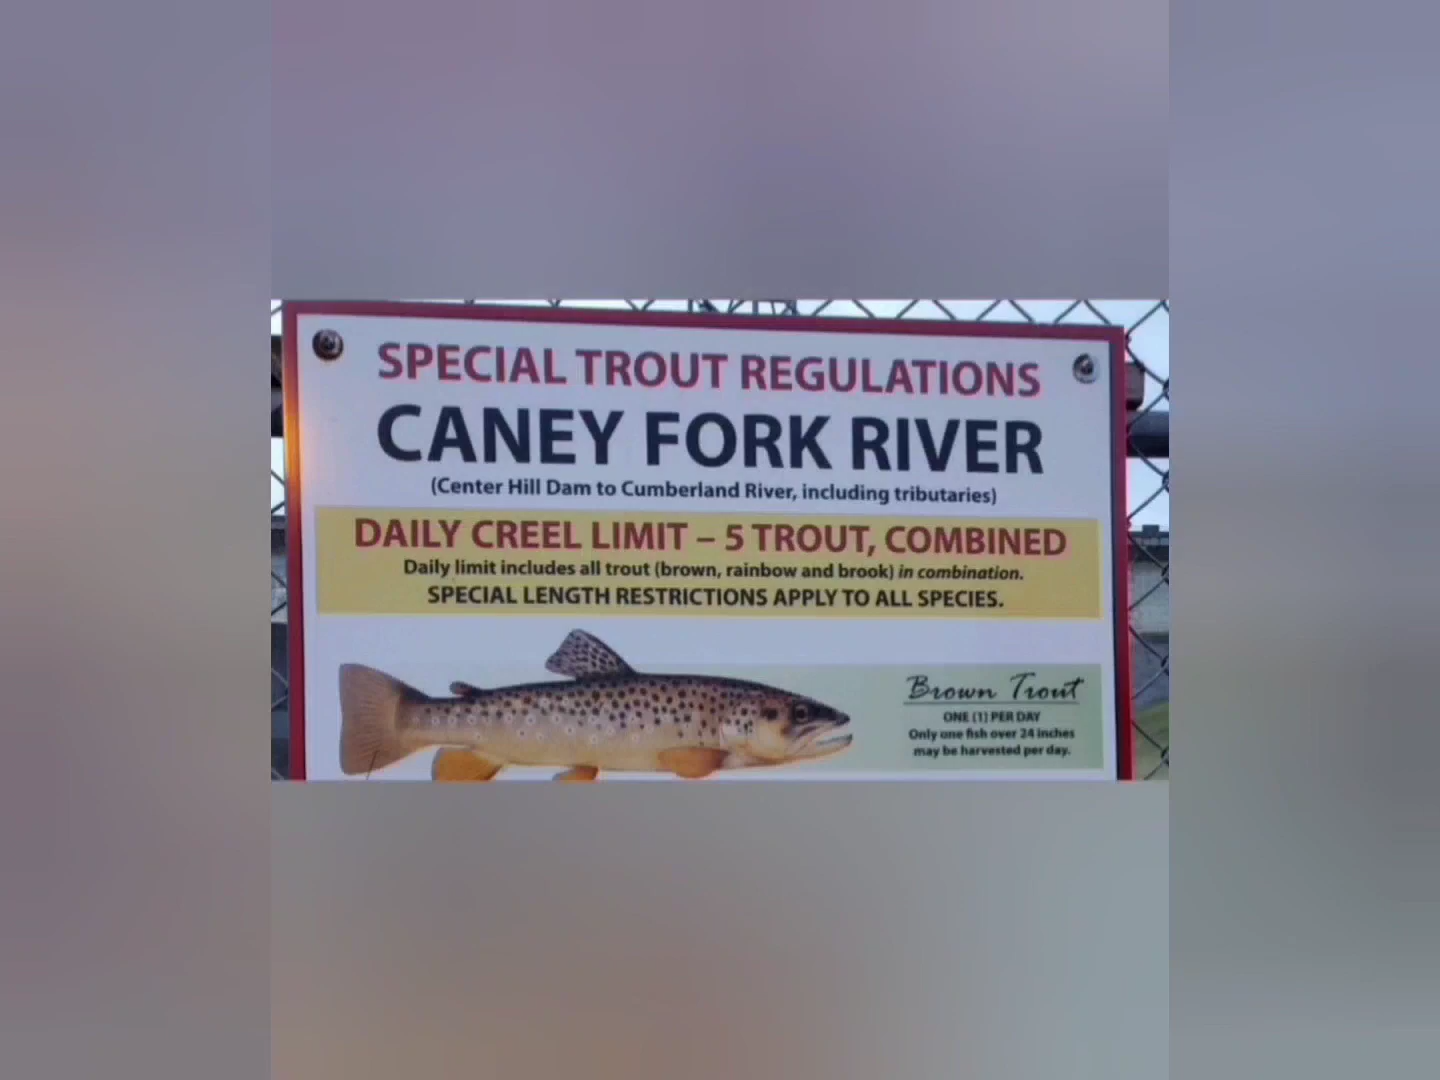 SPECIAL TROUT REGULATIONS
CANEY FORK RIVER
(Center Hill Dam to Cumberland River, including tributaries)
DAILY CREEL LIMIT – 5 TROUT, COMBINED
Daily limit includes all trout (brown, rainbow and brook) in combination.
SPECIAL LENGTH RESTRICTIONS APPLY TO ALL SPECIES.
Brown Trout
ONE (1) PER DAY
Only one fish over 24 inches
may be harvested per day.